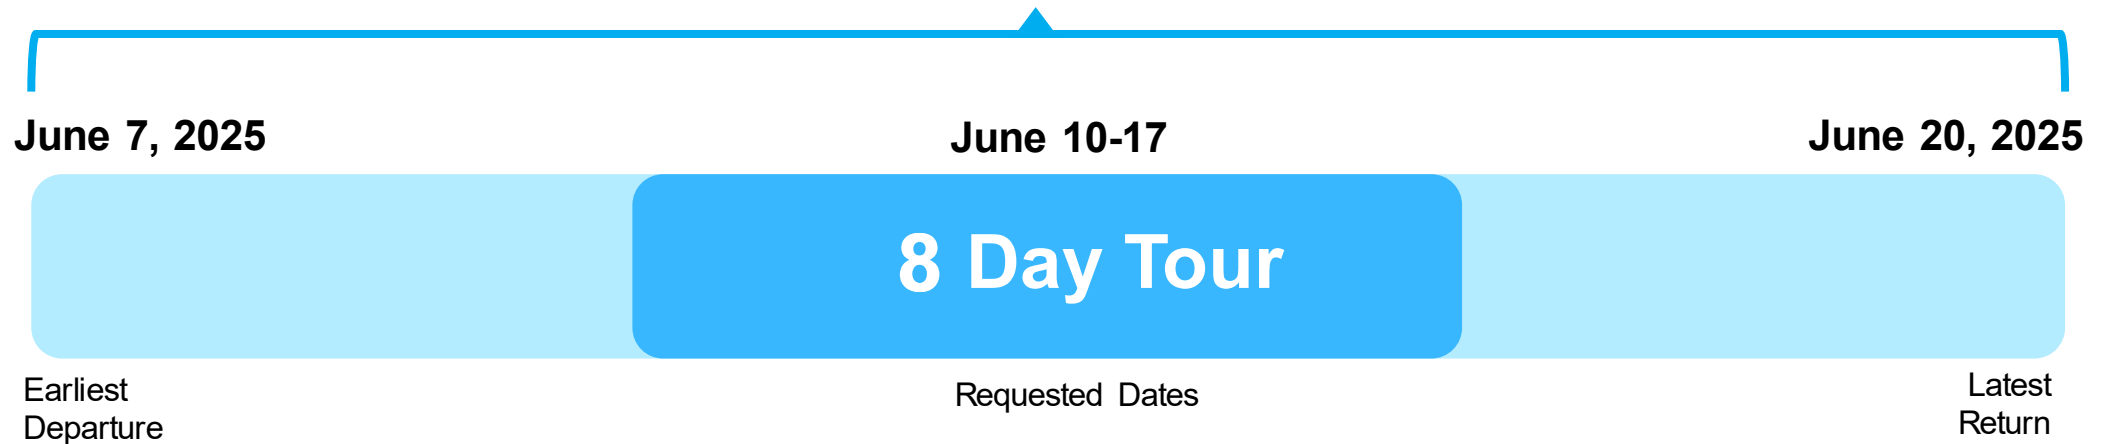 June 7, 2025
June 10-17
June 20, 2025
8 Day Tour
Earliest
Departure
Requested Dates
Latest
Return